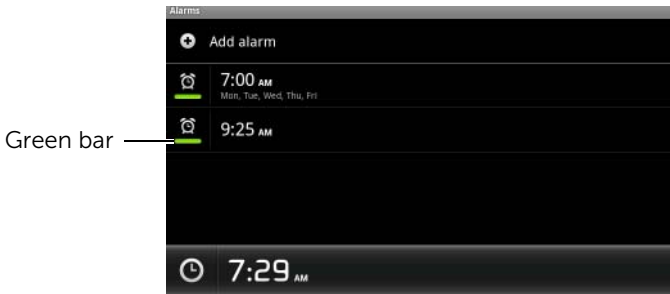 Alarms
Add alarm
7:00 AM
Mon, Tue, Wed, Thu, Fri
9:25 AM
Green bar
7:29 AM